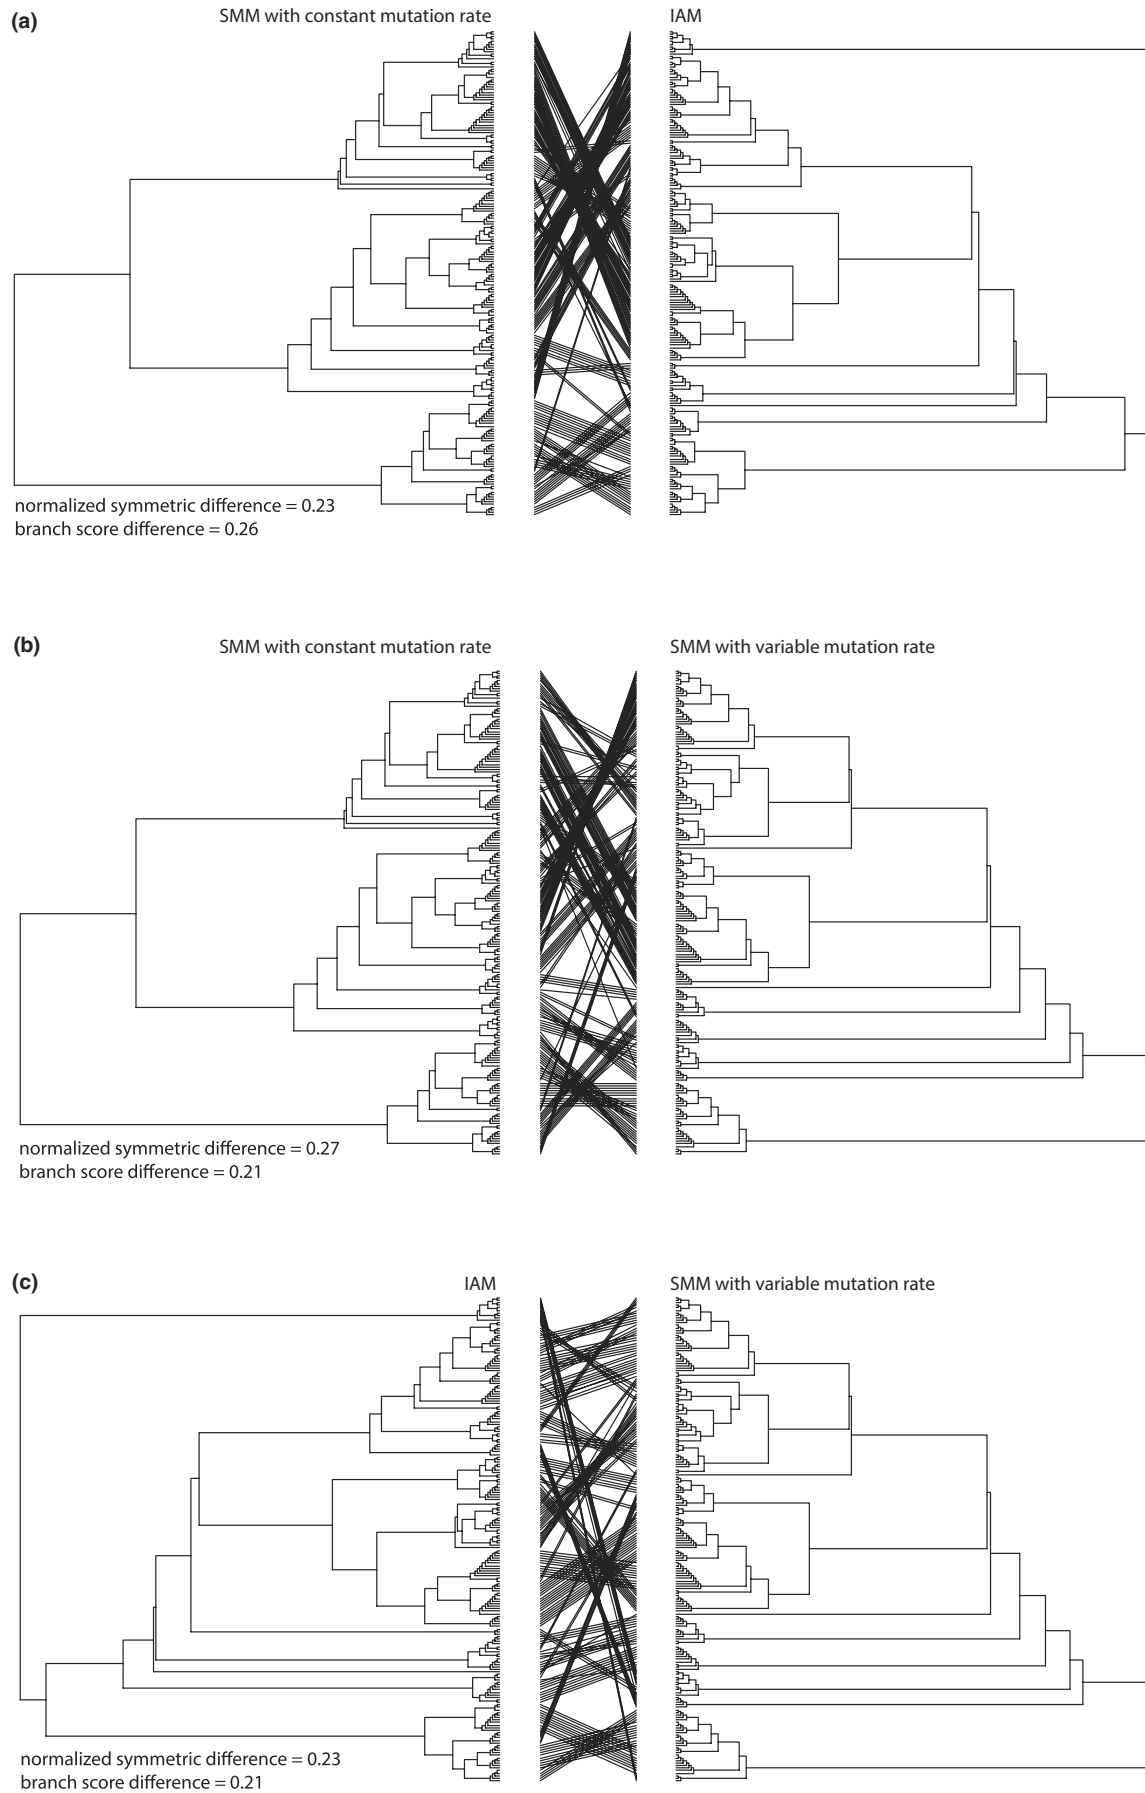 (a)
SMM with constant mutation rate
IAM
normalized symmetric difference = 0.23
branch score difference = 0.26
(b)
SMM with constant mutation rate
SMM with variable mutation rate
normalized symmetric difference = 0.27
branch score difference = 0.21
(c)
IAM
SMM with variable mutation rate
normalized symmetric difference = 0.23
branch score difference = 0.21